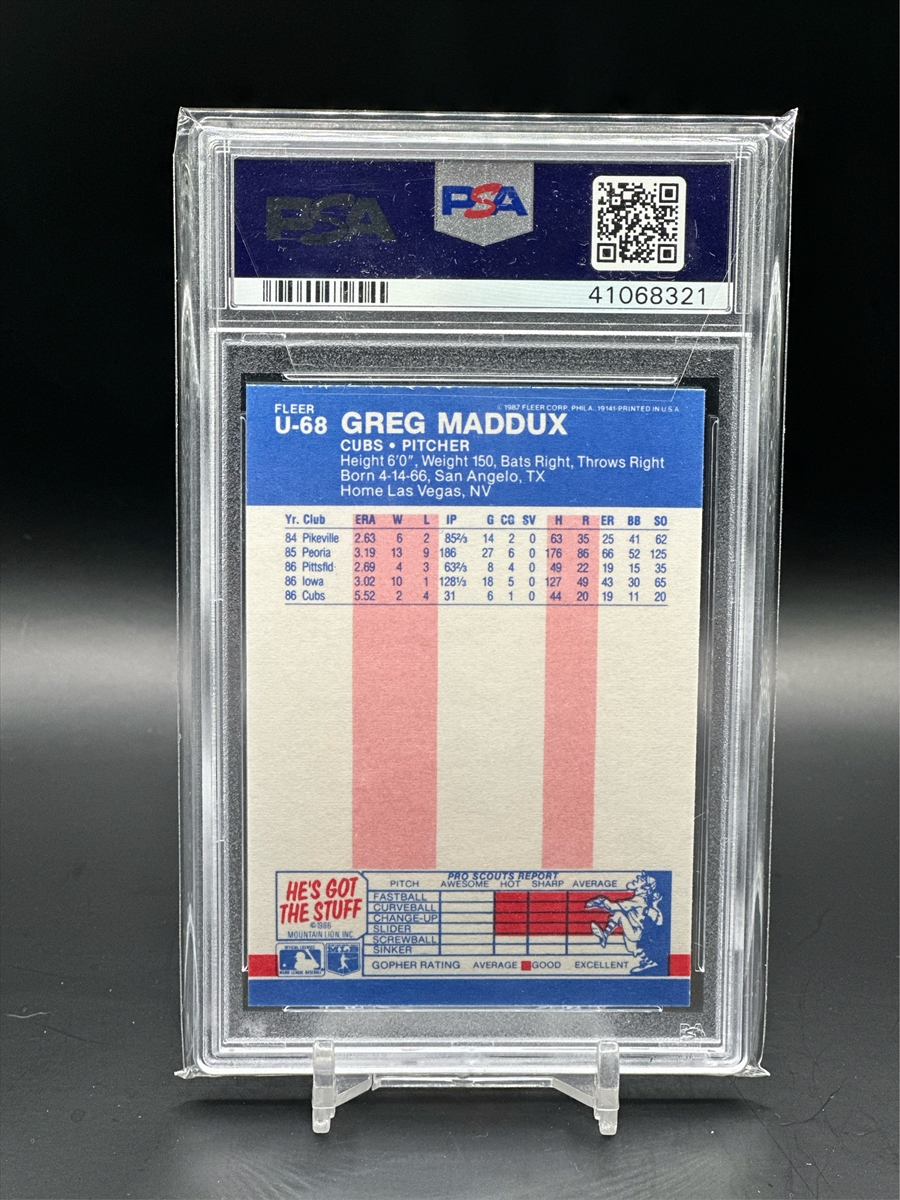 PSA
PSA
41068321
FLEER
© 1987 FLEER CORP. PHILA. 19141-PRINTED IN U.S.A.
U-68 GREG MADDUX
CUBS • PITCHER
Height 6'0", Weight 150, Bats Right, Throws Right
Born 4-14-66, San Angelo, TX
Home Las Vegas, NV
Yr. Club ERA W L IP G CG SV H R ER BB SO
84 Pikeville 2.63 6 2 85⅔ 14 2 0 63 35 25 41 62
85 Peoria 3.19 13 9 186 27 6 0 176 86 66 52 125
86 Pittsfld 2.69 4 3 63⅔ 8 4 0 49 22 19 15 35
86 Iowa 3.02 10 1 128⅓ 18 5 0 127 49 43 30 65
86 Cubs 5.52 2 4 31 6 1 0 44 20 19 11 20
HE'S GOT
THE STUFF
©1986
MOUNTAIN LION INC.
PRO SCOUTS REPORT
PITCH AWESOME HOT SHARP AVERAGE
FASTBALL
CURVEBALL
CHANGE-UP
SLIDER
SCREWBALL
SINKER
GOPHER RATING AVERAGE GOOD EXCELLENT
PSA